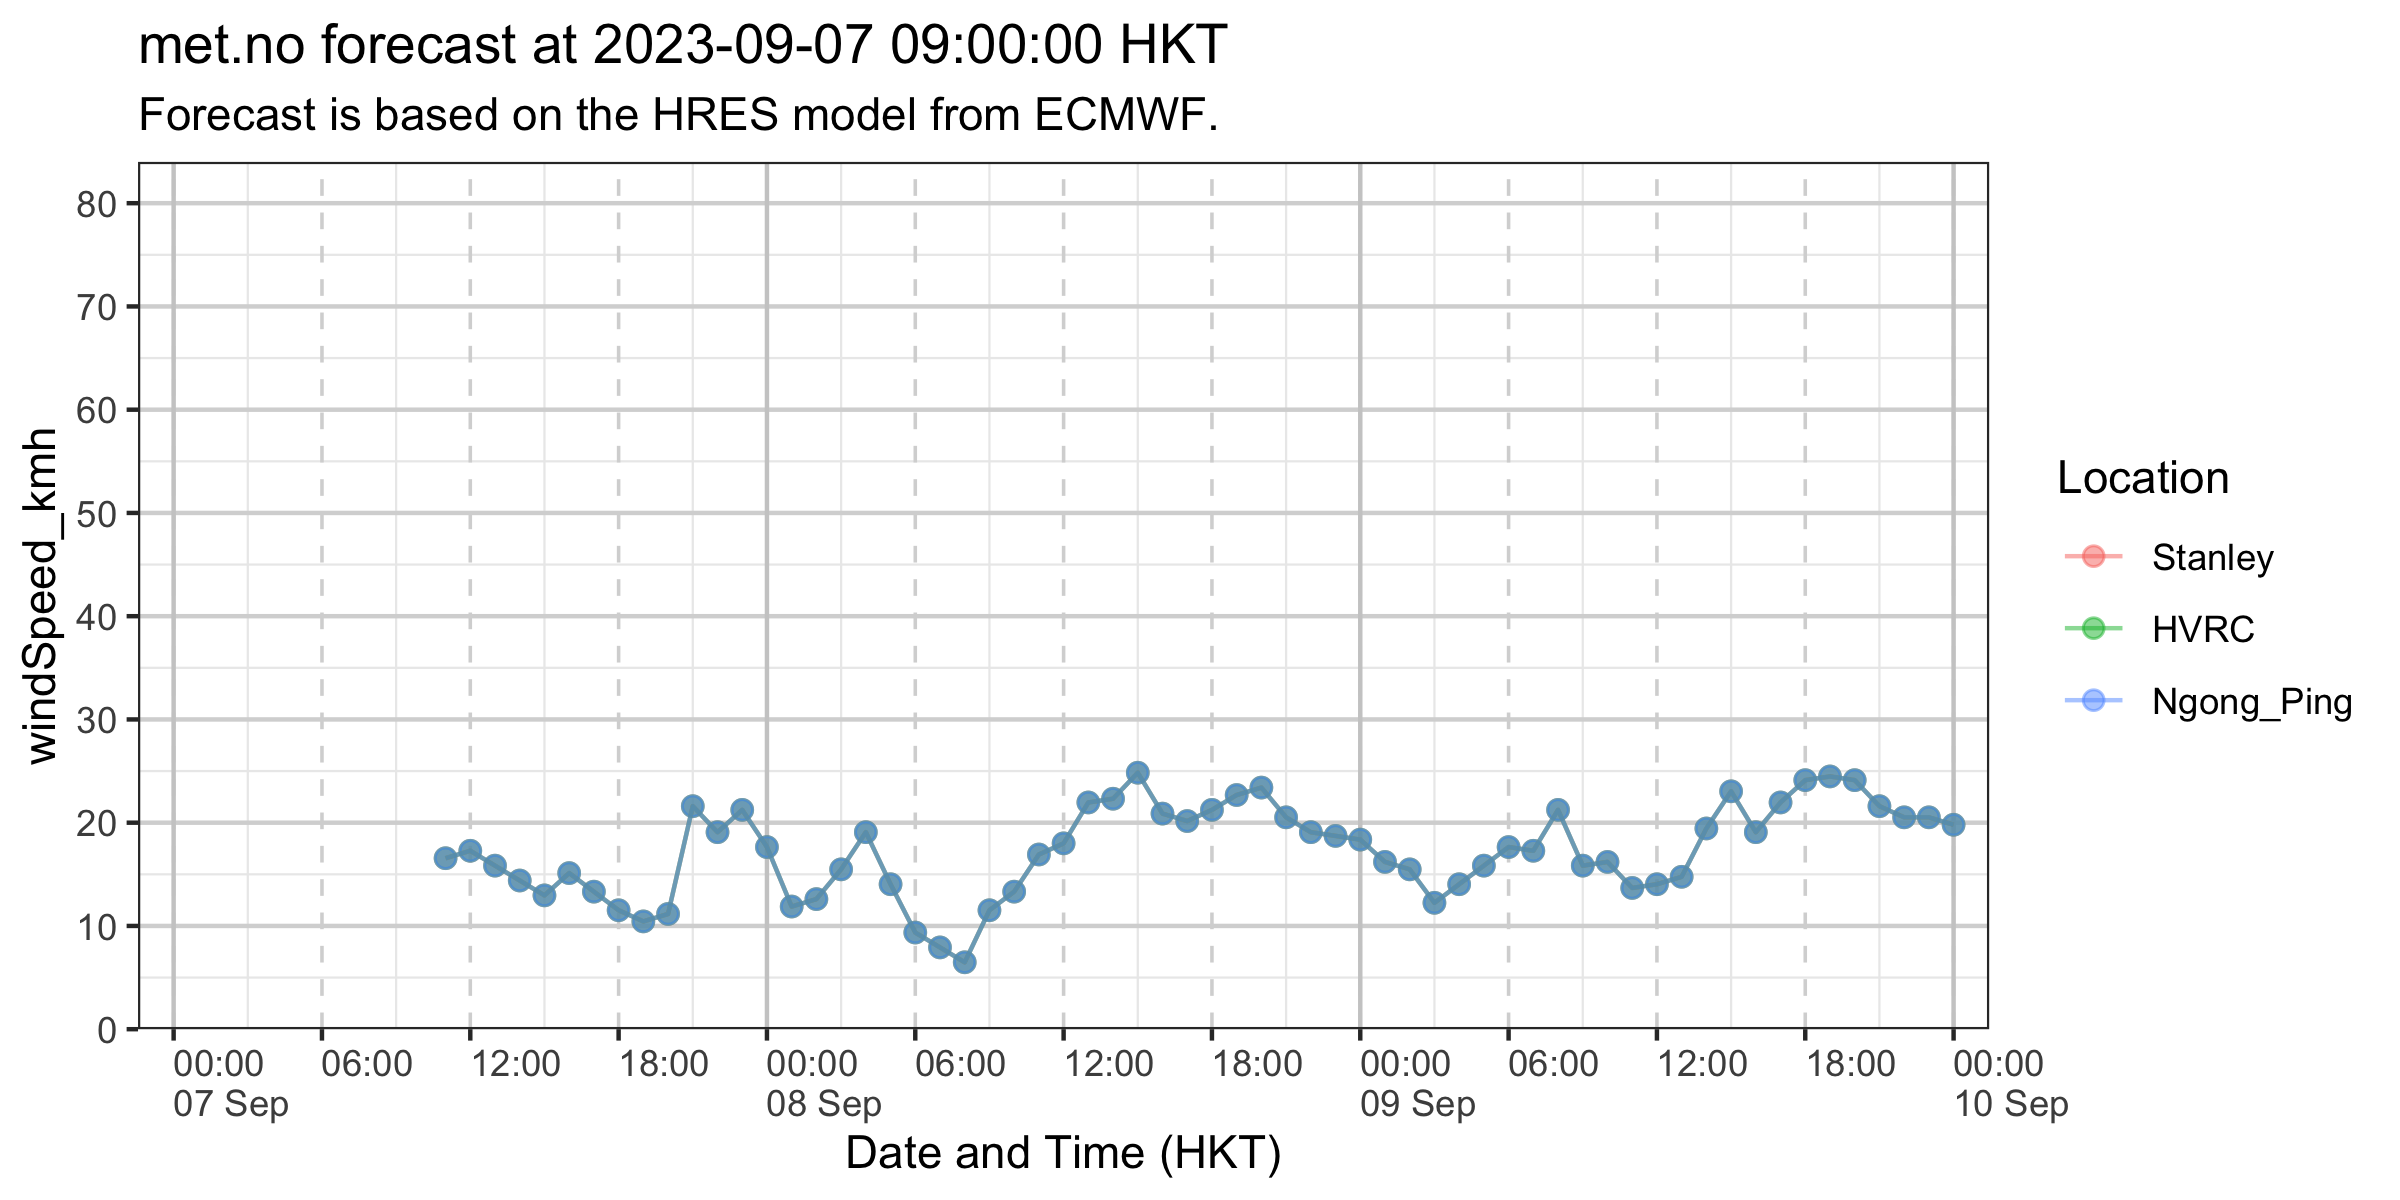 met.no forecast at 2023-09-07 09:00:00 HKT
Forecast is based on the HRES model from ECMWF.
windSpeed_kmh
80
70
60
50
40
30
20
10
0
00:00 06:00 12:00 18:00 00:00 06:00 12:00 18:00 00:00 06:00 12:00 18:00 00:00
07 Sep 08 Sep 09 Sep 10 Sep
Date and Time (HKT)
Location
Stanley
HVRC
Ngong_Ping